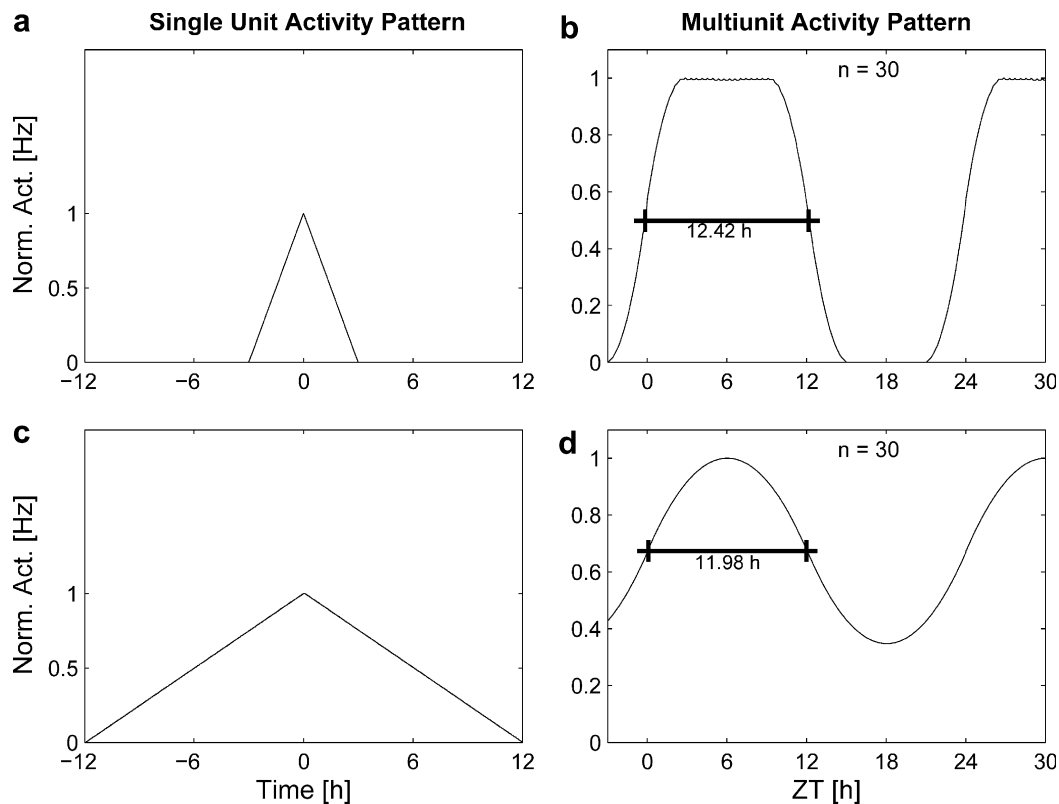 a
Single Unit Activity Pattern
b
Multiunit Activity Pattern
Norm. Act. [Hz]
1
0.5
0
−12
−6
0
6
12
n = 30
1
0.8
0.6
0.4
0.2
0
12.42 h
0
6
12
18
24
30
c
Norm. Act. [Hz]
1
0.5
0
−12
−6
0
6
12
Time [h]
d
n = 30
1
0.8
0.6
0.4
0.2
0
11.98 h
0
6
12
18
24
30
ZT [h]